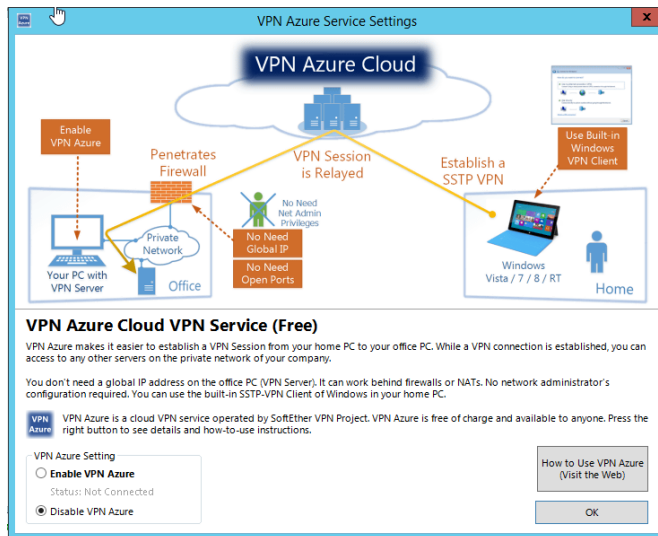 VPN Azure Service Settings
x
VPN
Azure
VPN Azure Cloud
Enable
VPN Azure
Penetrates
Firewall
VPN Session
is Relayed
Establish a
SSTP VPN
Use Built-in
Windows
VPN Client
No Need
Net Admin
Privileges
Private
Network
No Need
Global IP
No Need
Open Ports
Your PC with
VPN Server
Office
Windows
Vista / 7 / 8 / RT
Home
VPN Azure Cloud VPN Service (Free)
VPN Azure makes it easier to establish a VPN Session from your home PC to your office PC. While a VPN connection is established, you can
access to any other servers on the private network of your company.
You don't need a global IP address on the office PC (VPN Server). It can work behind firewalls or NATs. No network administrator's
configuration required. You can use the built-in SSTP-VPN Client of Windows in your home PC.
VPN
Azure
VPN Azure is a cloud VPN service operated by SoftEther VPN Project. VPN Azure is free of charge and available to anyone. Press the
right button to see details and how-to-use instructions.
VPN Azure Setting
Enable VPN Azure
Status: Not Connected
Disable VPN Azure
How to Use VPN Azure
(Visit the Web)
OK